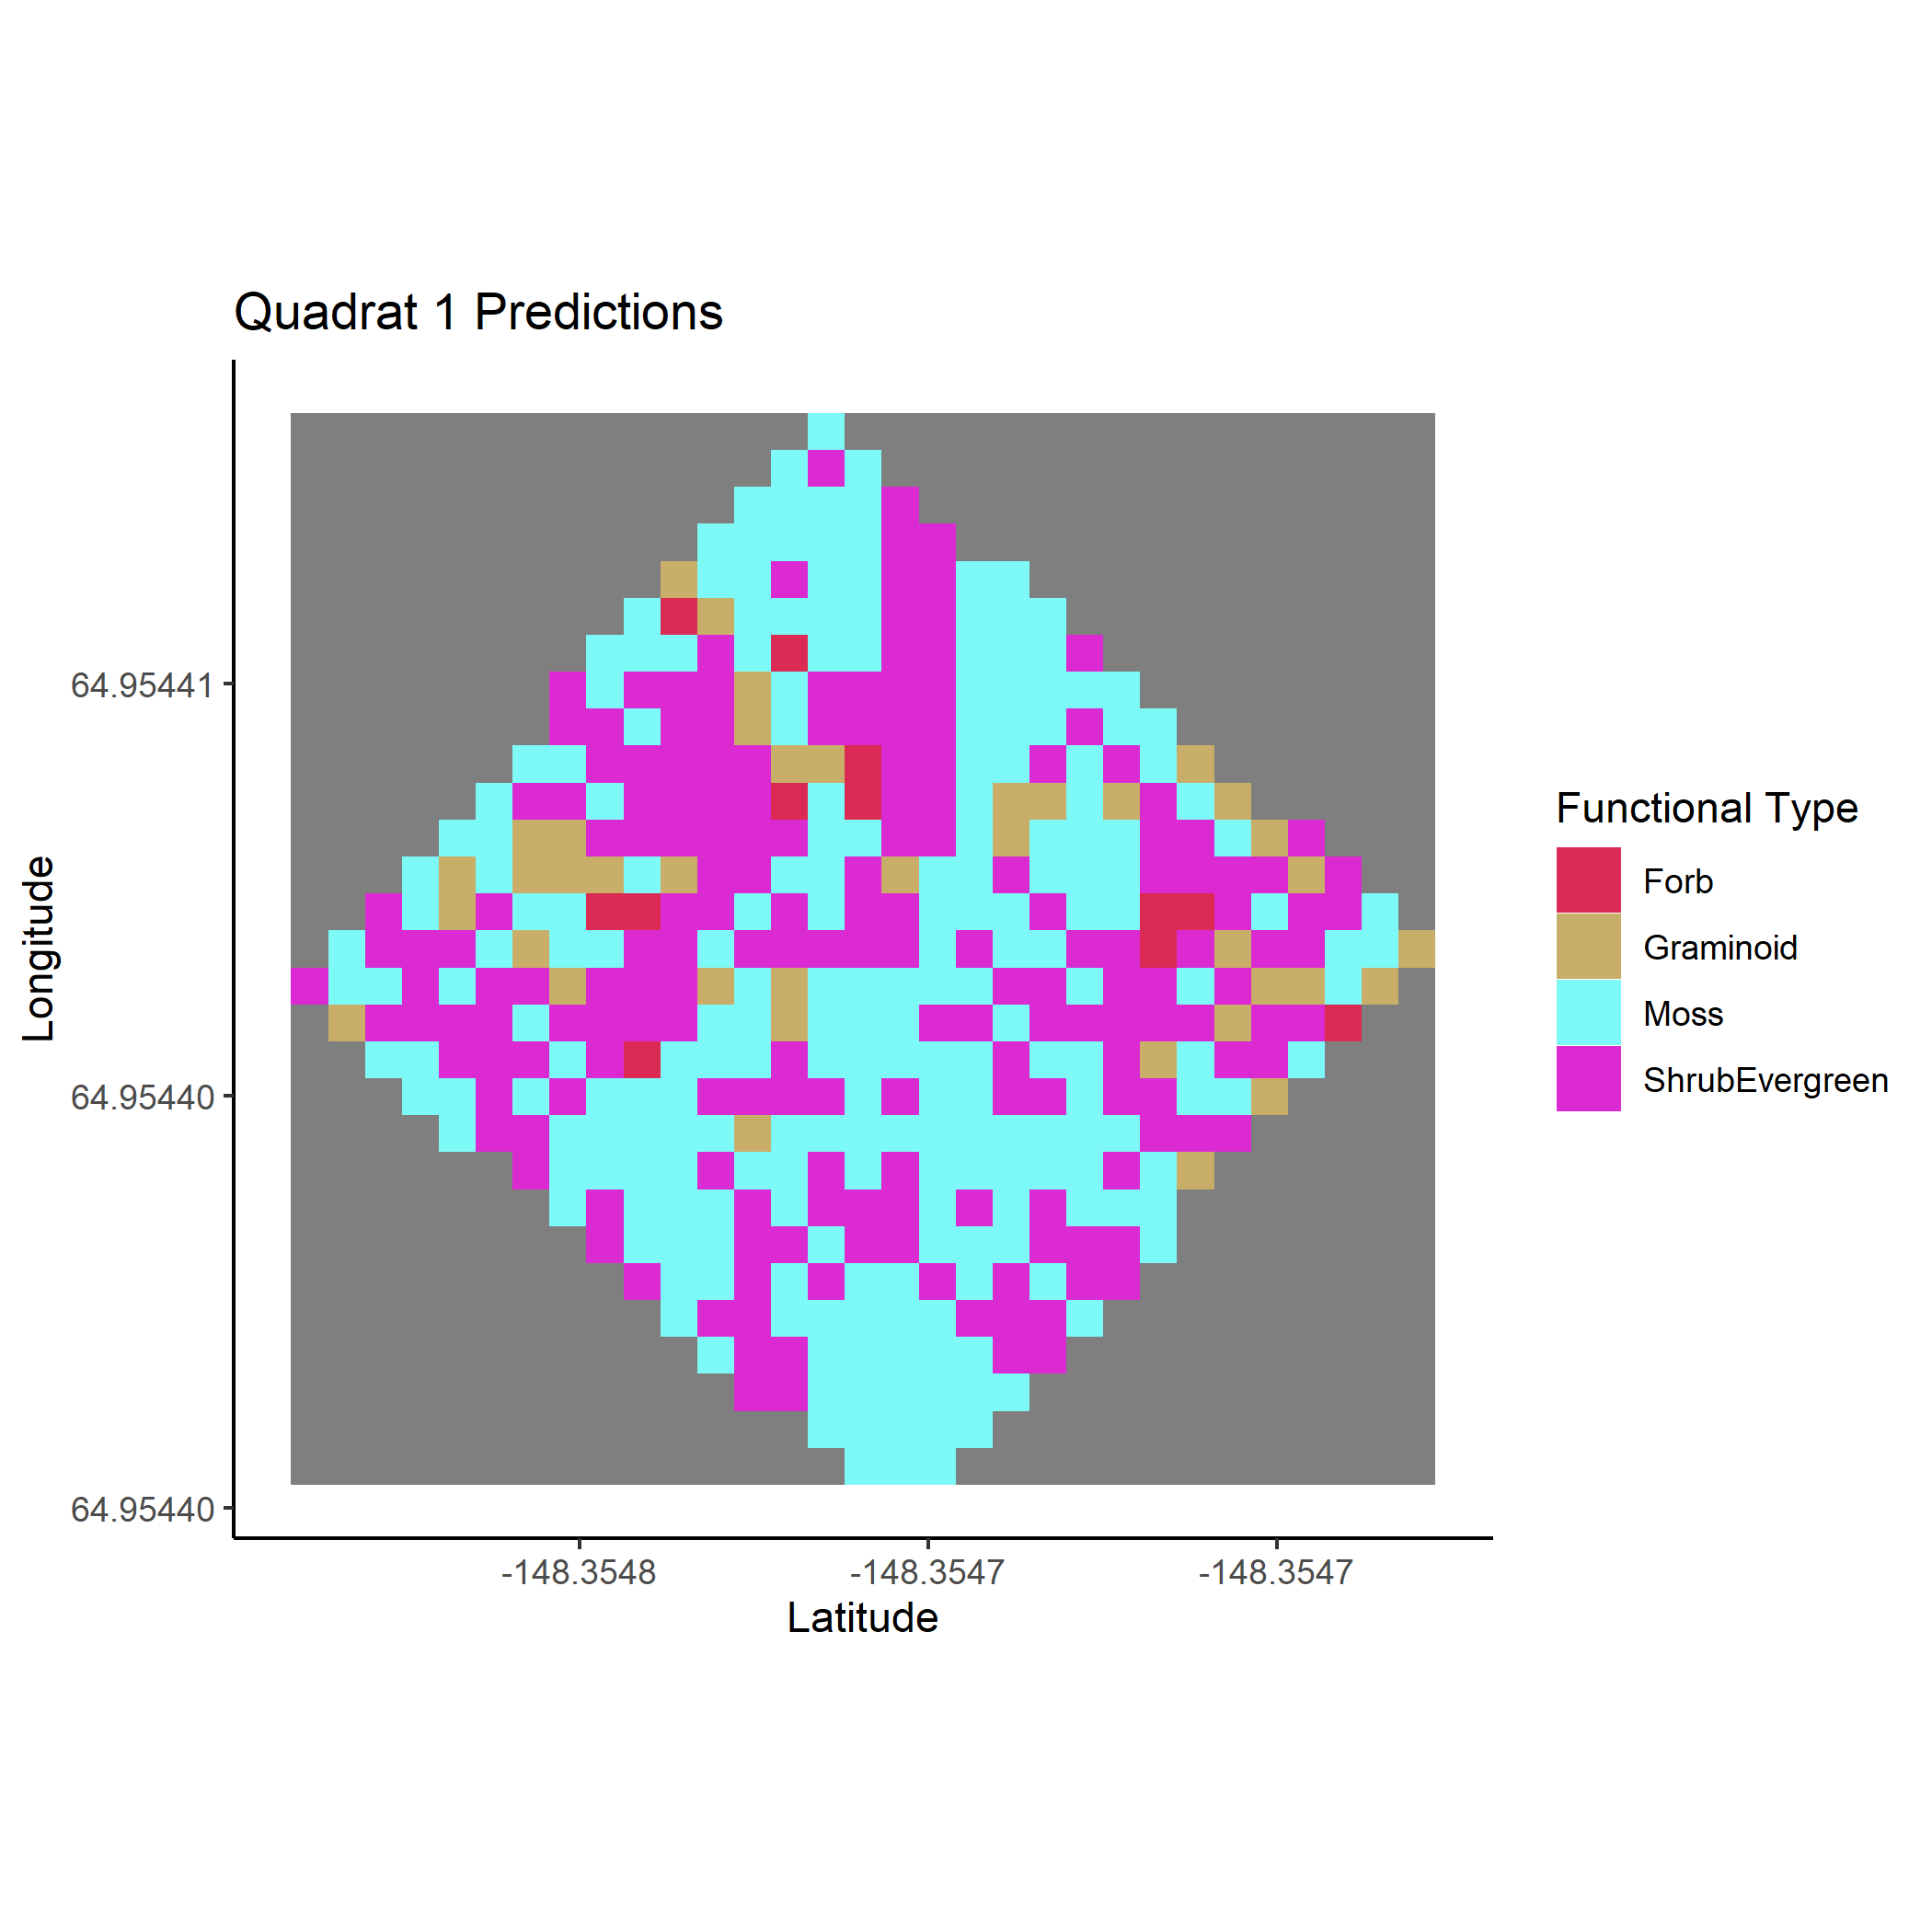 Quadrat 1 Predictions
Longitude
64.95441
64.95440
64.95440
-148.3548 -148.3547 -148.3547
Latitude
Functional Type
Forb
Graminoid
Moss
ShrubEvergreen